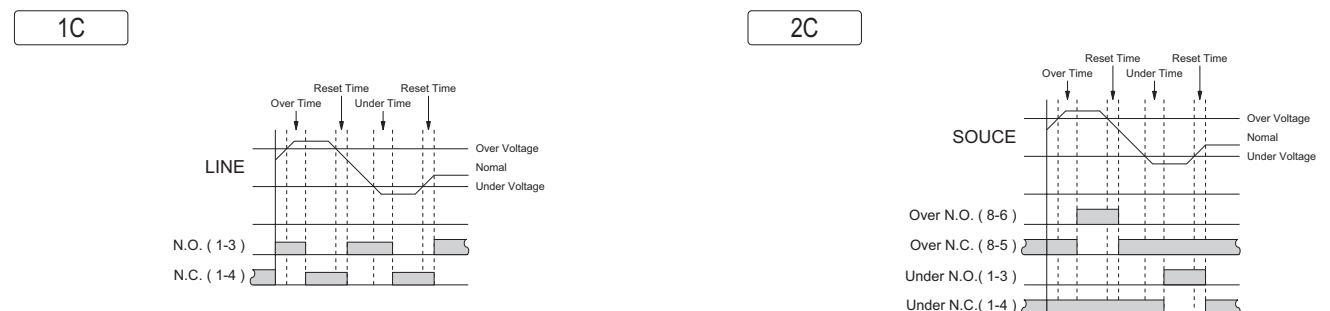 1C
Reset Time Reset Time
Over Time Under Time
LINE
Over Voltage
Nomal
Under Voltage
N.O. ( 1-3 )
N.C. ( 1-4 )
2C
Reset Time Reset Time
Over Time Under Time
SOUCE
Over Voltage
Nomal
Under Voltage
Over N.O. ( 8-6 )
Over N.C. ( 8-5 )
Under N.O.( 1-3 )
Under N.C.( 1-4 )